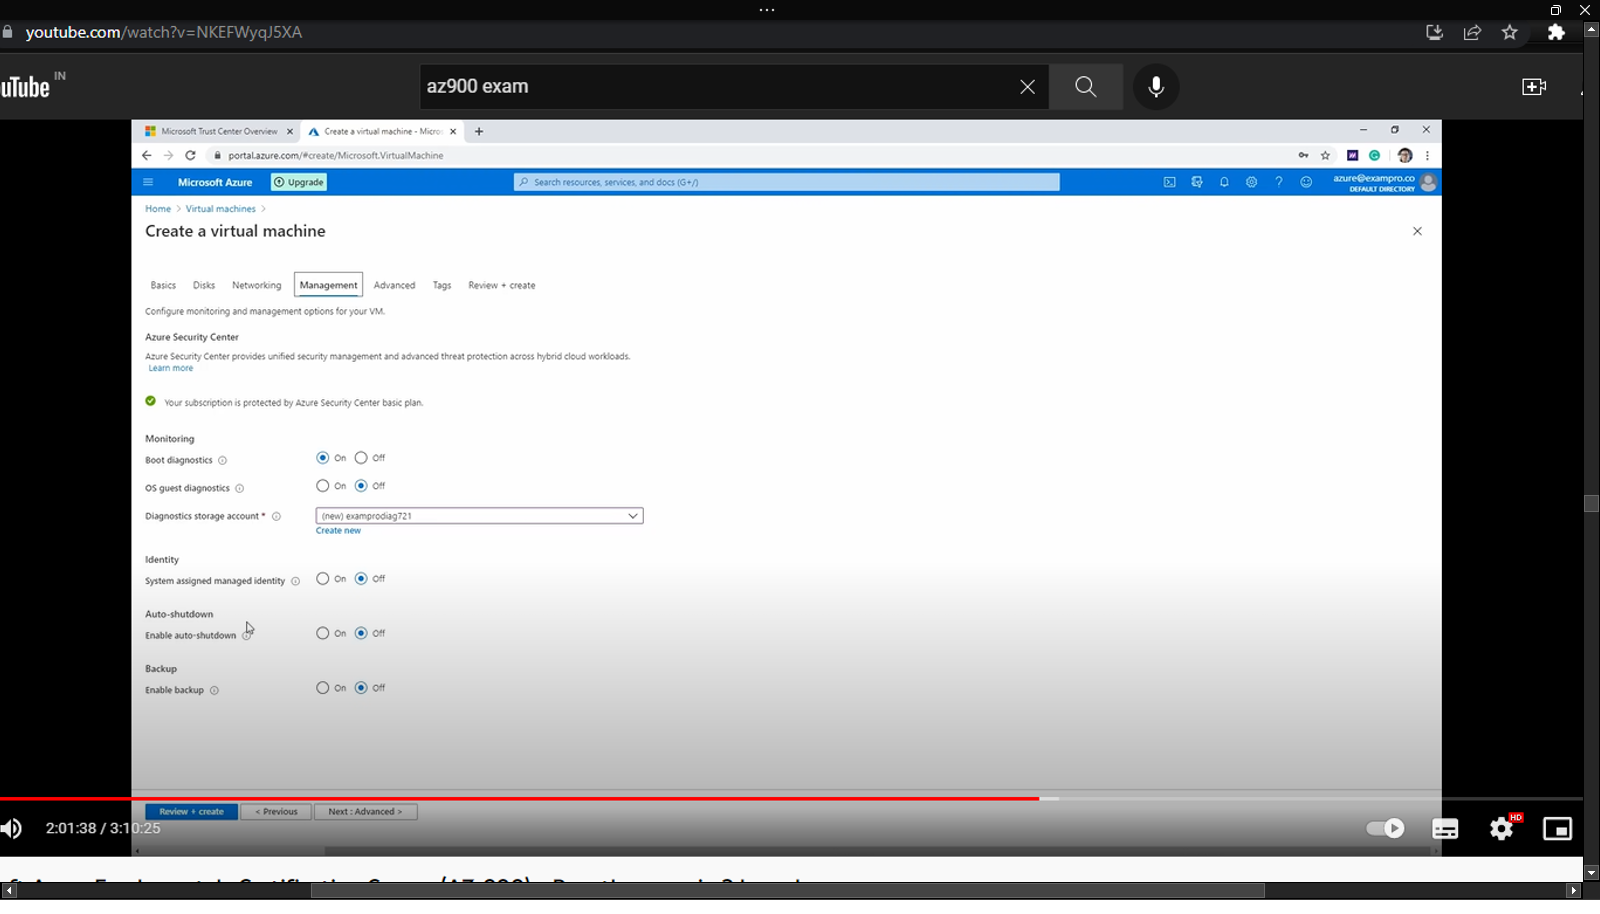 youtube.com/watch?v=NKEFWyqJ5XA
uTube IN
az900 exam
Microsoft Trust Center Overview
Create a virtual machine - Micro
portal.azure.com/#create/Microsoft.VirtualMachine
Microsoft Azure
Upgrade
Search resources, services, and docs (G+/)
azure@exampro.co
DEFAULT DIRECTORY
Home > Virtual machines >
Create a virtual machine
Basics Disks Networking Management Advanced Tags Review + create
Configure monitoring and management options for your VM.
Azure Security Center
Azure Security Center provides unified security management and advanced threat protection across hybrid cloud workloads.
Learn more
Your subscription is protected by Azure Security Center basic plan.
Monitoring
Boot diagnostics On Off
OS guest diagnostics On Off
Diagnostics storage account * (new) examprodiag721
Create new
Identity
System assigned managed identity On Off
Auto-shutdown
Enable auto-shutdown On Off
Backup
Enable backup On Off
Review + create < Previous Next : Advanced >
2:01:38 / 3:10:25
HD